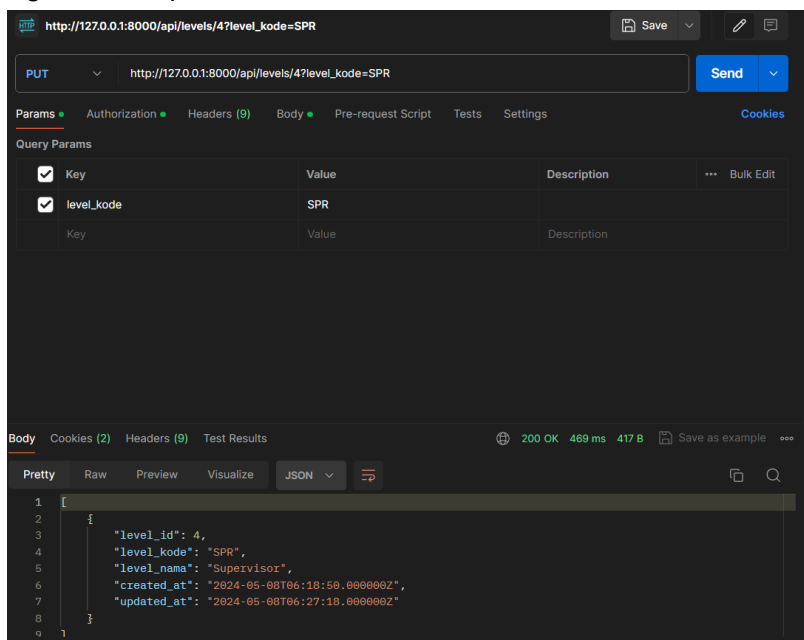 HTTP http://127.0.0.1:8000/api/levels/4?level_kode=SPR Save
PUT http://127.0.0.1:8000/api/levels/4?level_kode=SPR Send
Params Authorization Headers (9) Body Pre-request Script Tests Settings Cookies
Query Params
Key Value Description ••• Bulk Edit
level_kode SPR
Key Value Description
Body Cookies (2) Headers (9) Test Results 200 OK 469 ms 417 B Save as example
Pretty Raw Preview Visualize JSON
1 [
2 {
3 "level_id": 4,
4 "level_kode": "SPR",
5 "level_nama": "Supervisor",
6 "created_at": "2024-05-08T06:18:50.000000Z",
7 "updated_at": "2024-05-08T06:27:18.000000Z"
8 }
9 ]